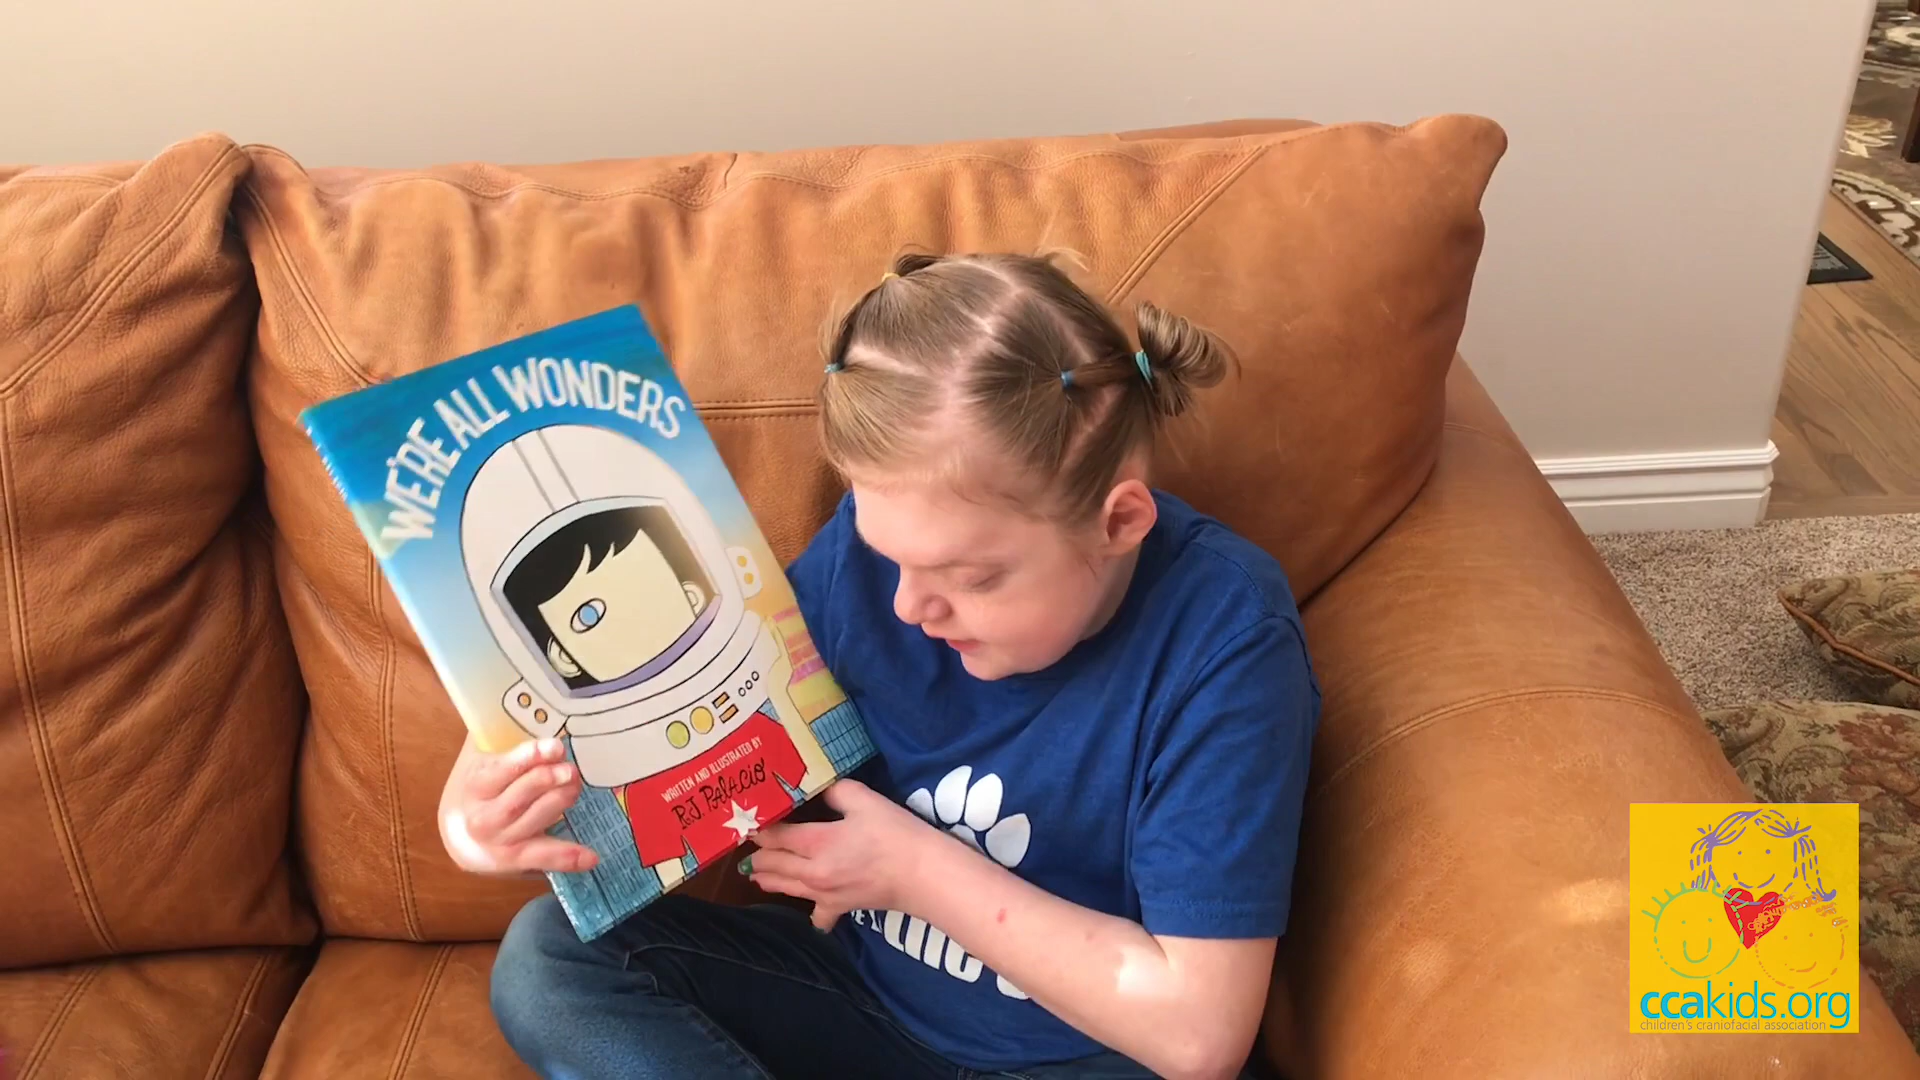 WE'RE ALL WONDERS
WRITTEN AND ILLUSTRATED BY
R.J. PALACIO
ccakids.org
children's craniofacial association